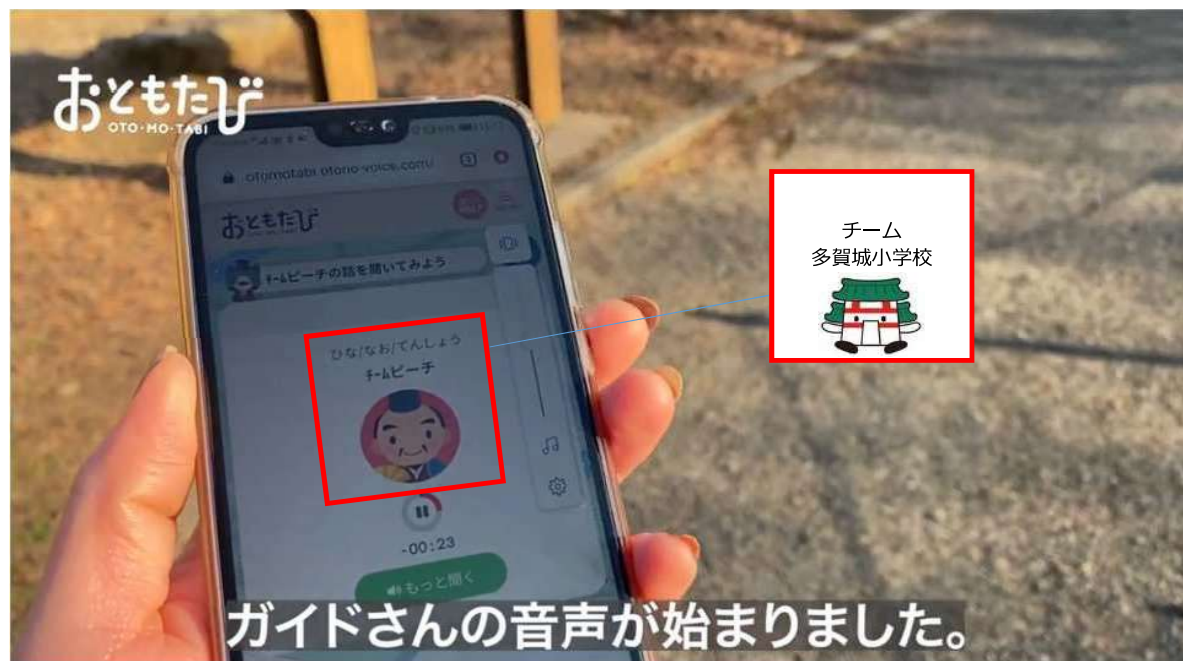 おともたび
OTO-MO-TABI
otomotabi.otono-voice.com/
おともたび
ﾁｰﾑピーチの話を聞いてみよう
ひな/なお/てんしょう
ﾁｰﾑピーチ
-00:23
もっと聞く
チーム
多賀城小学校
ガイドさんの音声が始まりました。